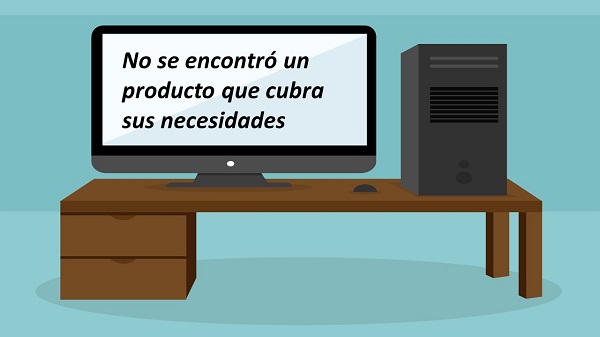 No se encontró un
producto que cubra
sus necesidades